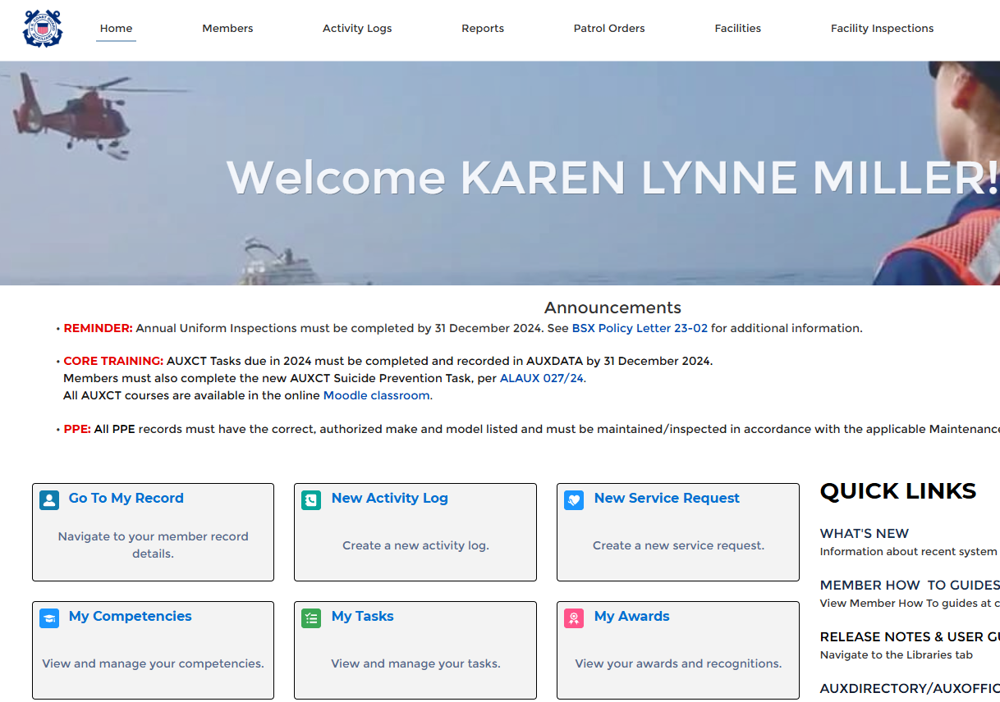 U.S. COAST GUARD
AUXILIARY
Home Members Activity Logs Reports Patrol Orders Facilities Facility Inspections
Welcome KAREN LYNNE MILLER!
Announcements
• REMINDER: Annual Uniform Inspections must be completed by 31 December 2024. See BSX Policy Letter 23-02 for additional information.
• CORE TRAINING: AUXCT Tasks due in 2024 must be completed and recorded in AUXDATA by 31 December 2024.
Members must also complete the new AUXCT Suicide Prevention Task, per ALAUX 027/24.
All AUXCT courses are available in the online Moodle classroom.
• PPE: All PPE records must have the correct, authorized make and model listed and must be maintained/inspected in accordance with the applicable Maintenance
Go To My Record
Navigate to your member record
details.
New Activity Log
Create a new activity log.
New Service Request
Create a new service request.
My Competencies
View and manage your competencies.
My Tasks
View and manage your tasks.
My Awards
View your awards and recognitions.
QUICK LINKS
WHAT'S NEW
Information about recent system
MEMBER HOW TO GUIDES
View Member How To guides at
RELEASE NOTES & USER
Navigate to the Libraries tab
AUXDIRECTORY/AUXOFFIC